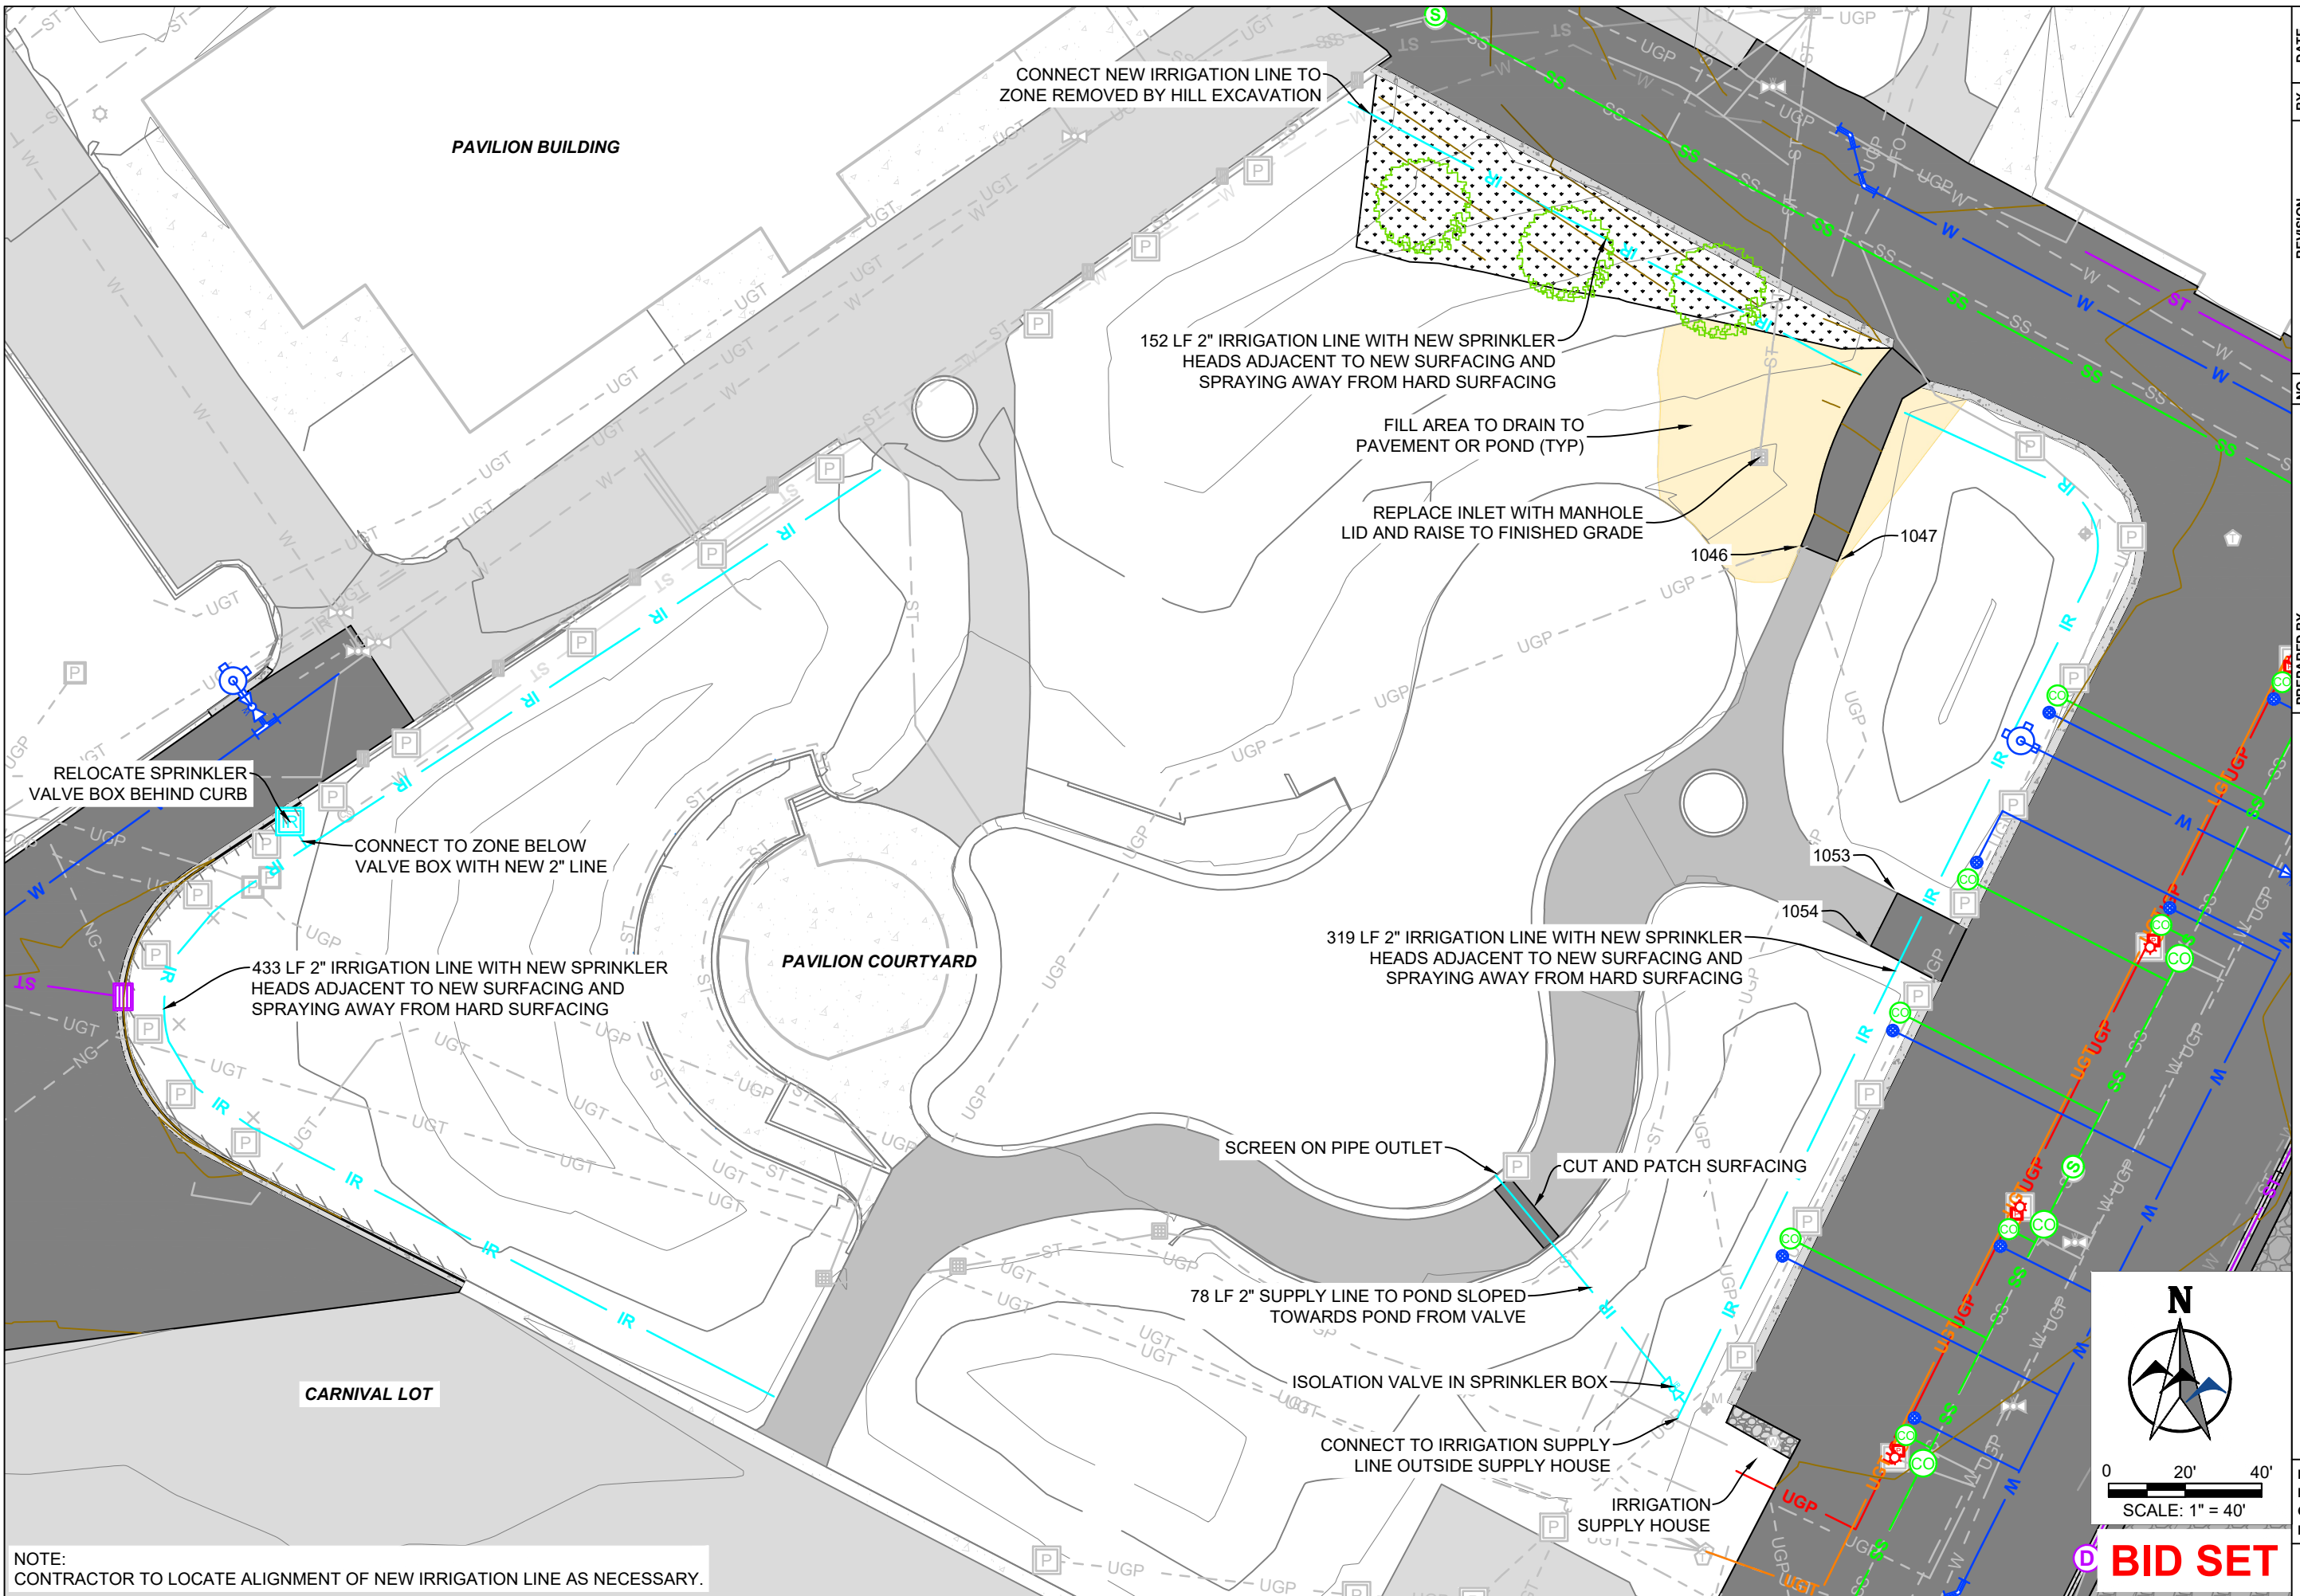 CONNECT NEW IRRIGATION LINE TO
ZONE REMOVED BY HILL EXCAVATION
PAVILION BUILDING
152 LF 2" IRRIGATION LINE WITH NEW SPRINKLER
HEADS ADJACENT TO NEW SURFACING AND
SPRAYING AWAY FROM HARD SURFACING
FILL AREA TO DRAIN TO
PAVEMENT OR POND (TYP)
REPLACE INLET WITH MANHOLE
LID AND RAISE TO FINISHED GRADE
1046
1047
RELOCATE SPRINKLER
VALVE BOX BEHIND CURB
CONNECT TO ZONE BELOW
VALVE BOX WITH NEW 2" LINE
1053
1054
319 LF 2" IRRIGATION LINE WITH NEW SPRINKLER
HEADS ADJACENT TO NEW SURFACING AND
SPRAYING AWAY FROM HARD SURFACING
PAVILION COURTYARD
433 LF 2" IRRIGATION LINE WITH NEW SPRINKLER
HEADS ADJACENT TO NEW SURFACING AND
SPRAYING AWAY FROM HARD SURFACING
SCREEN ON PIPE OUTLET
CUT AND PATCH SURFACING
78 LF 2" SUPPLY LINE TO POND SLOPED
TOWARDS POND FROM VALVE
ISOLATION VALVE IN SPRINKLER BOX
CARNIVAL LOT
CONNECT TO IRRIGATION SUPPLY
LINE OUTSIDE SUPPLY HOUSE
IRRIGATION
SUPPLY HOUSE
N
0 20' 40'
SCALE: 1" = 40'
BID SET
NOTE:
CONTRACTOR TO LOCATE ALIGNMENT OF NEW IRRIGATION LINE AS NECESSARY.